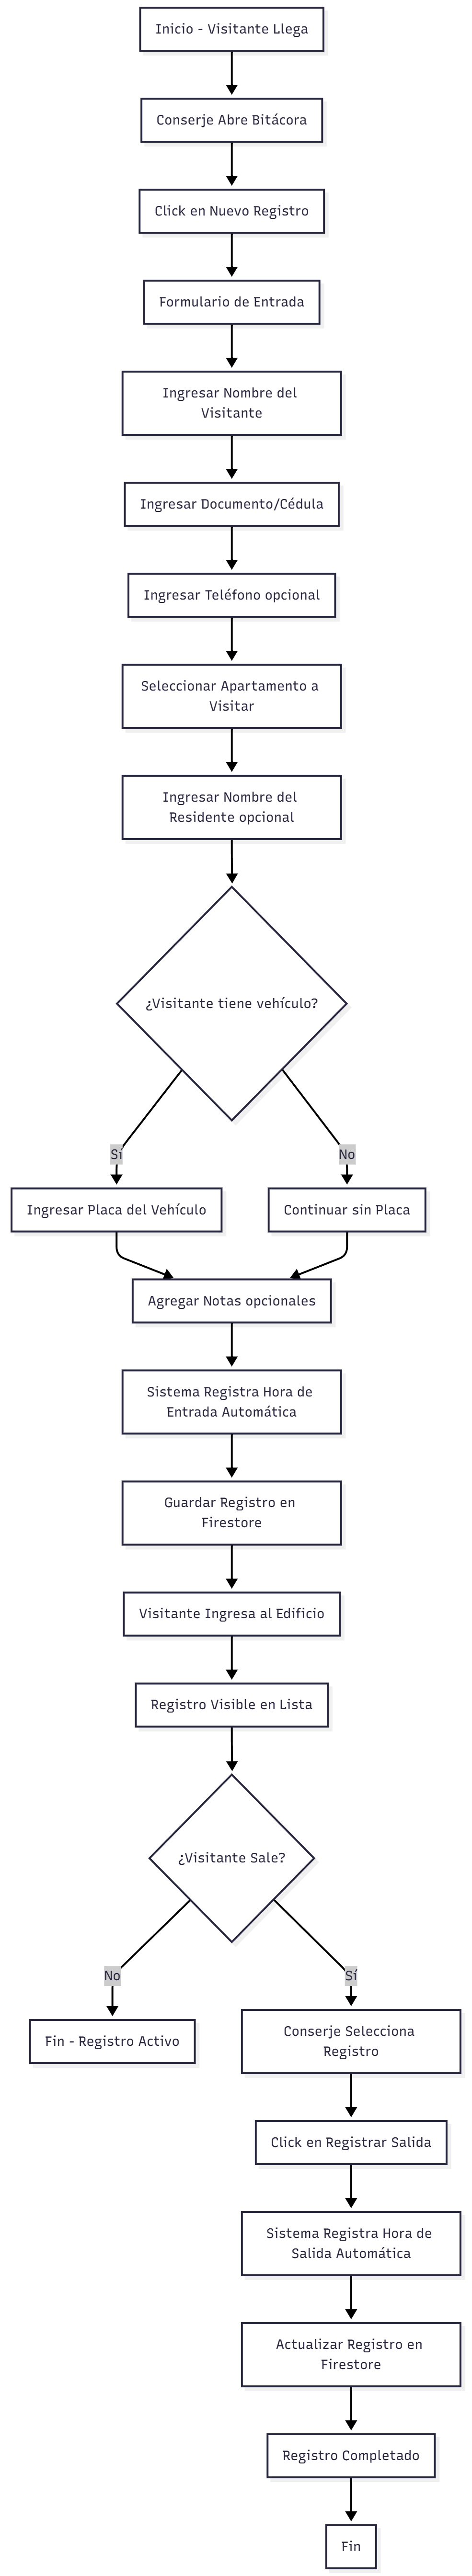 Inicio - Visitante Llega
Conserje Abre Bitácora
Click en Nuevo Registro
Formulario de Entrada
Ingresar Nombre del
Visitante
Ingresar Documento/Cédula
Ingresar Teléfono opcional
Seleccionar Apartamento a
Visitar
Ingresar Nombre del
Residente opcional
¿Visitante tiene vehículo?
Sí
No
Ingresar Placa del Vehículo
Continuar sin Placa
Agregar Notas opcionales
Sistema Registra Hora de
Entrada Automática
Guardar Registro en
Firestore
Visitante Ingresa al Edificio
Registro Visible en Lista
¿Visitante Sale?
No
Sí
Fin - Registro Activo
Conserje Selecciona
Registro
Click en Registrar Salida
Sistema Registra Hora de
Salida Automática
Actualizar Registro en
Firestore
Registro Completado
Fin